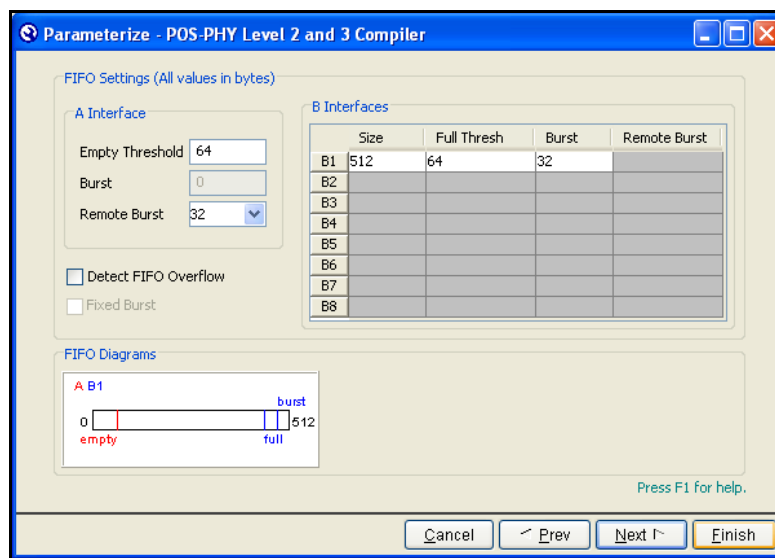 Parameterize - POS-PHY Level 2 and 3 Compiler
FIFO Settings (All values in bytes)
A Interface
Empty Threshold 64
Burst 0
Remote Burst 32
Detect FIFO Overflow
Fixed Burst
B Interfaces
Size Full Thresh Burst Remote Burst
B1 512 64 32
B2
B3
B4
B5
B6
B7
B8
FIFO Diagrams
A B1
burst
0 512
empty full
Press F1 for help.
Cancel Prev Next Finish